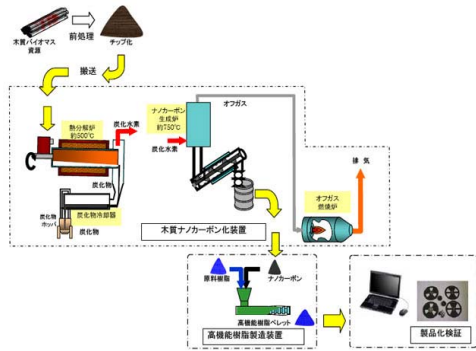 木質バイオマス
資源
前処理
チップ化
搬送
熱分解炉
約500℃
炭化水素
ナノカーボン
生成炉
約750℃
オフガス
炭化水素
炭化物
炭化物冷却器
炭化物
ホッパ
炭化物
排 気
オフガス
燃焼炉
木質ナノカーボン化装置
原料樹脂
ナノカーボン
高機能樹脂ペレット
高機能樹脂製造装置
製品化検証